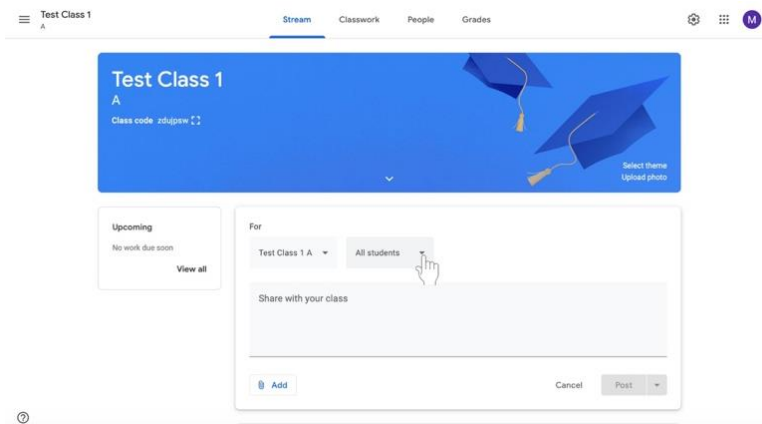 Test Class 1
A
Stream Classwork People Grades
M
Test Class 1
A
Class code zdujpsw
Select theme
Upload photo
Upcoming
No work due soon
View all
For
Test Class 1 A All students
Share with your class
Add
Cancel Post